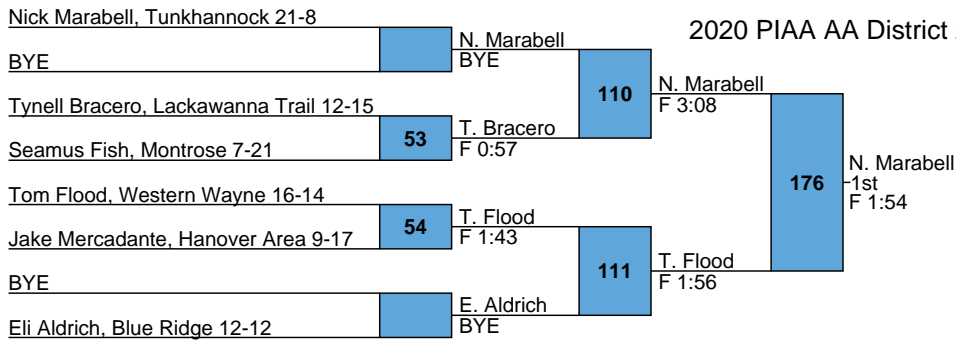 Nick Marabell, Tunkhannock 21-8
2020 PIAA AA District
N. Marabell
BYE
BYE
110
N. Marabell
F 3:08
Tynell Bracero, Lackawanna Trail 12-15
53
T. Bracero
F 0:57
Seamus Fish, Montrose 7-21
176
N. Marabell
1st
F 1:54
Tom Flood, Western Wayne 16-14
54
T. Flood
F 1:43
Jake Mercadante, Hanover Area 9-17
111
T. Flood
F 1:56
BYE
E. Aldrich
BYE
Eli Aldrich, Blue Ridge 12-12